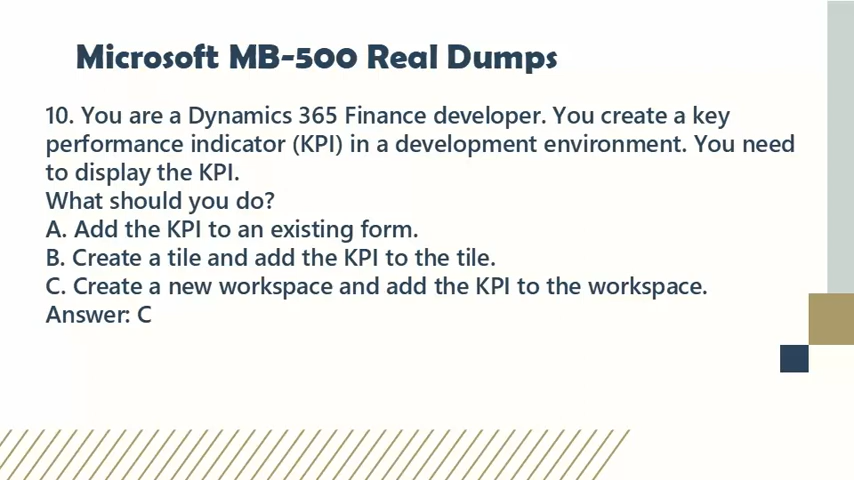 Microsoft MB-500 Real Dumps
10. You are a Dynamics 365 Finance developer. You create a key
performance indicator (KPI) in a development environment. You need
to display the KPI.
What should you do?
A. Add the KPI to an existing form.
B. Create a tile and add the KPI to the tile.
C. Create a new workspace and add the KPI to the workspace.
Answer: C